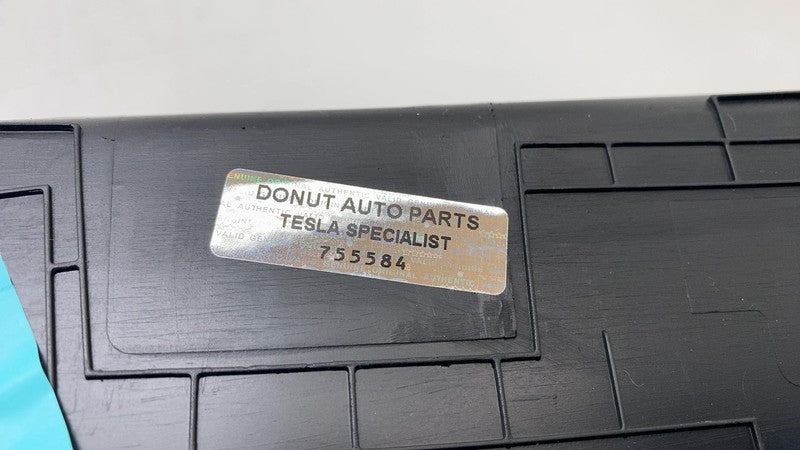 DONUT AUTO PARTS
TESLA SPECIALIST
755584